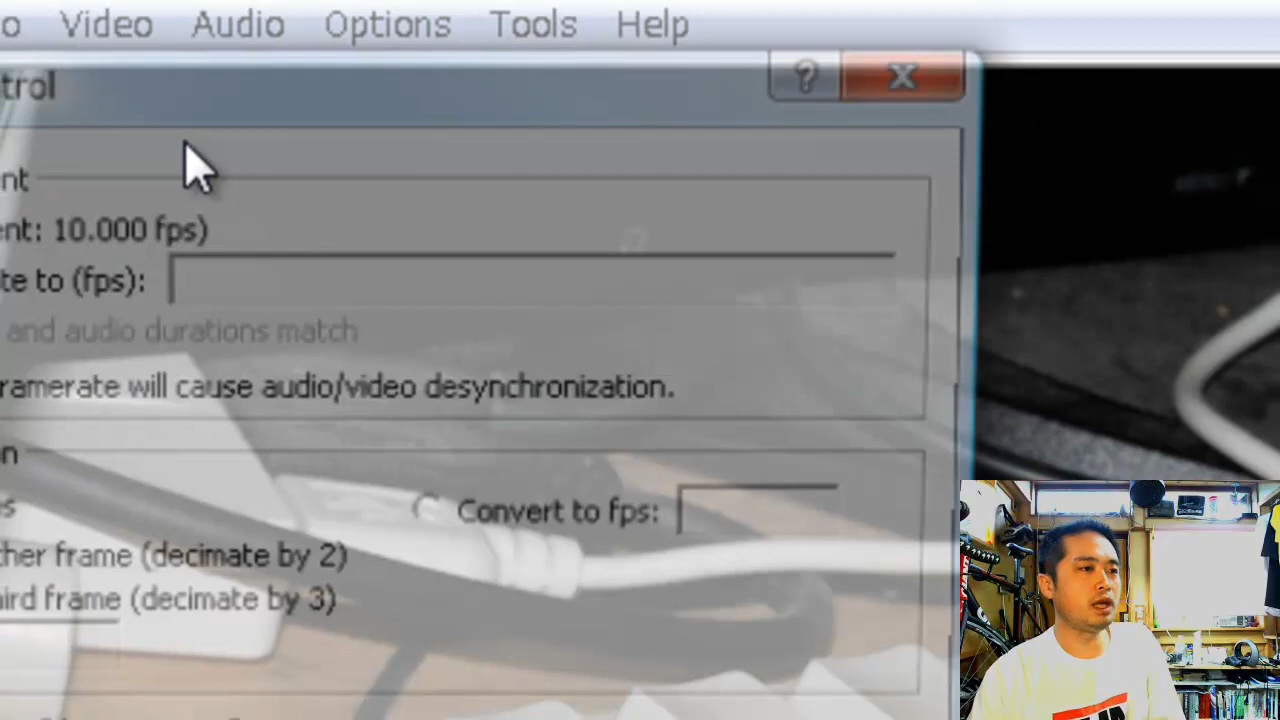 o Video Audio Options Tools Help
trol
?
nt
ent: 10.000 fps)
te to (fps):
and audio durations match
ramerate will cause audio/video desynchronization.
n
s
Convert to fps:
ther frame (decimate by 2)
ird frame (decimate by 3)